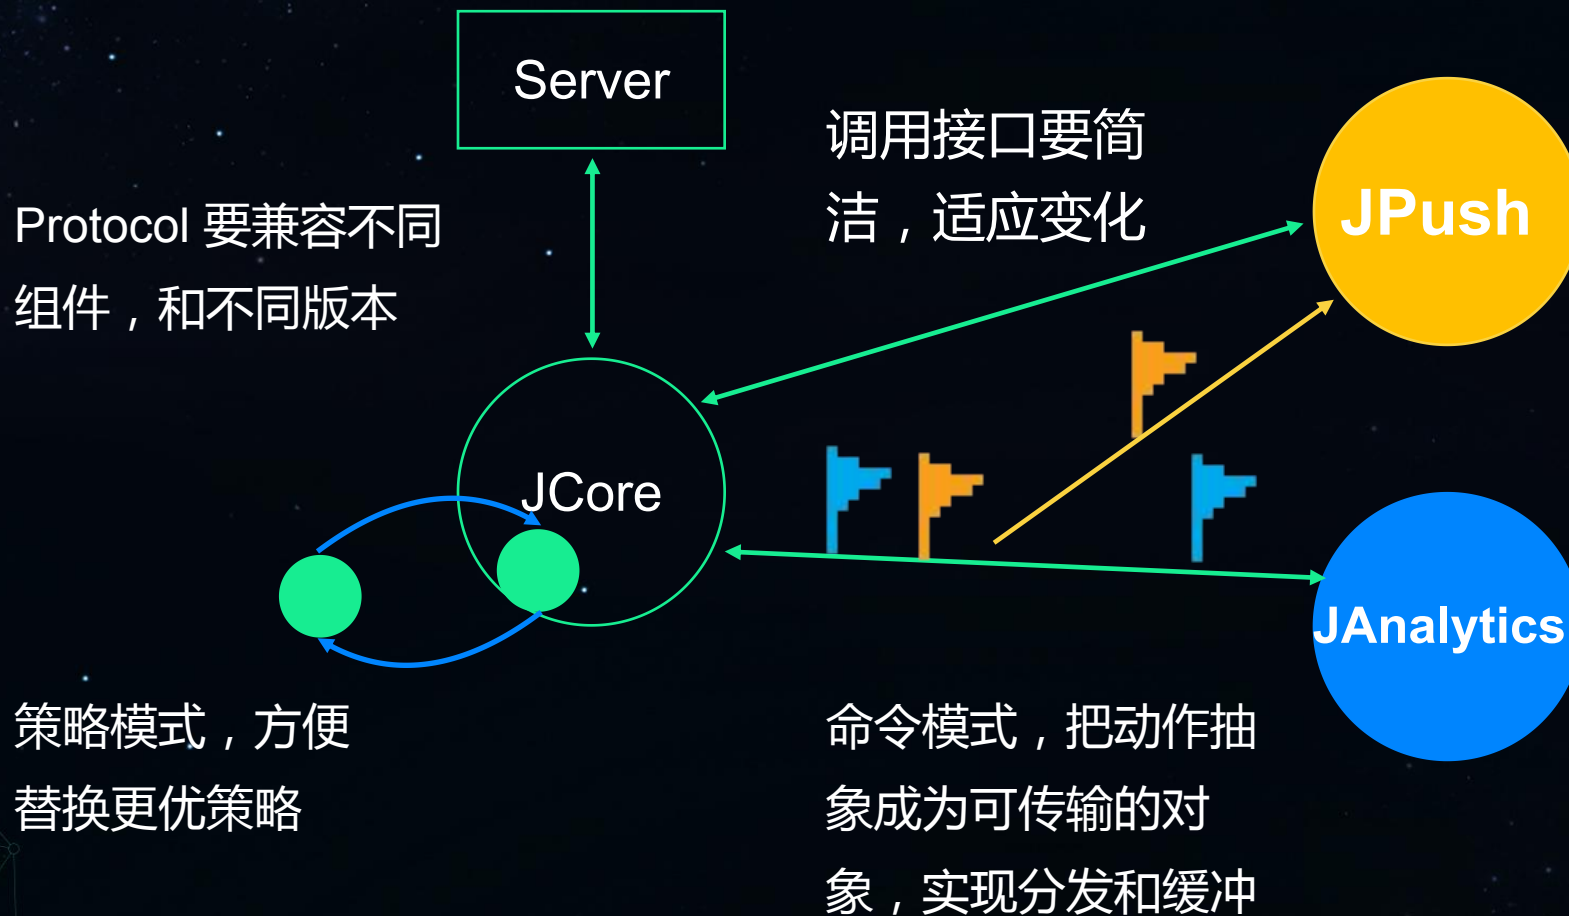 Server
Protocol 要兼容不同
组件，和不同版本
调用接口要简
洁，适应变化
JPush
JCore
JAnalytics
策略模式，方便
替换更优策略
命令模式，把动作抽
象成为可传输的对
象，实现分发和缓冲